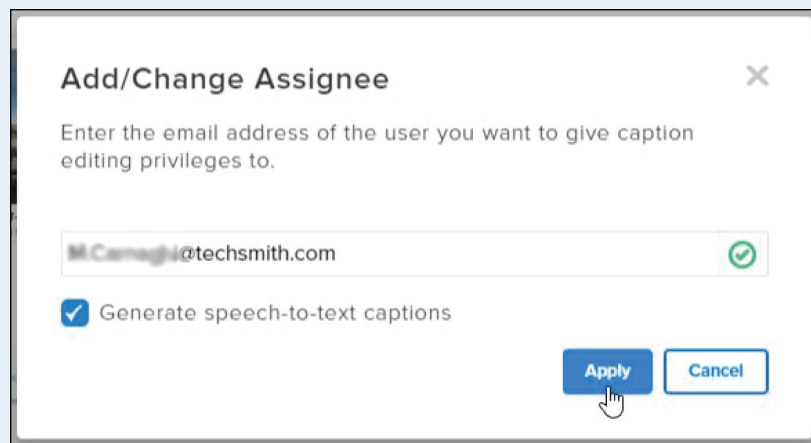 Add/Change Assignee
Enter the email address of the user you want to give caption
editing privileges to.
@techsmith.com
Generate speech-to-text captions
Apply
Cancel